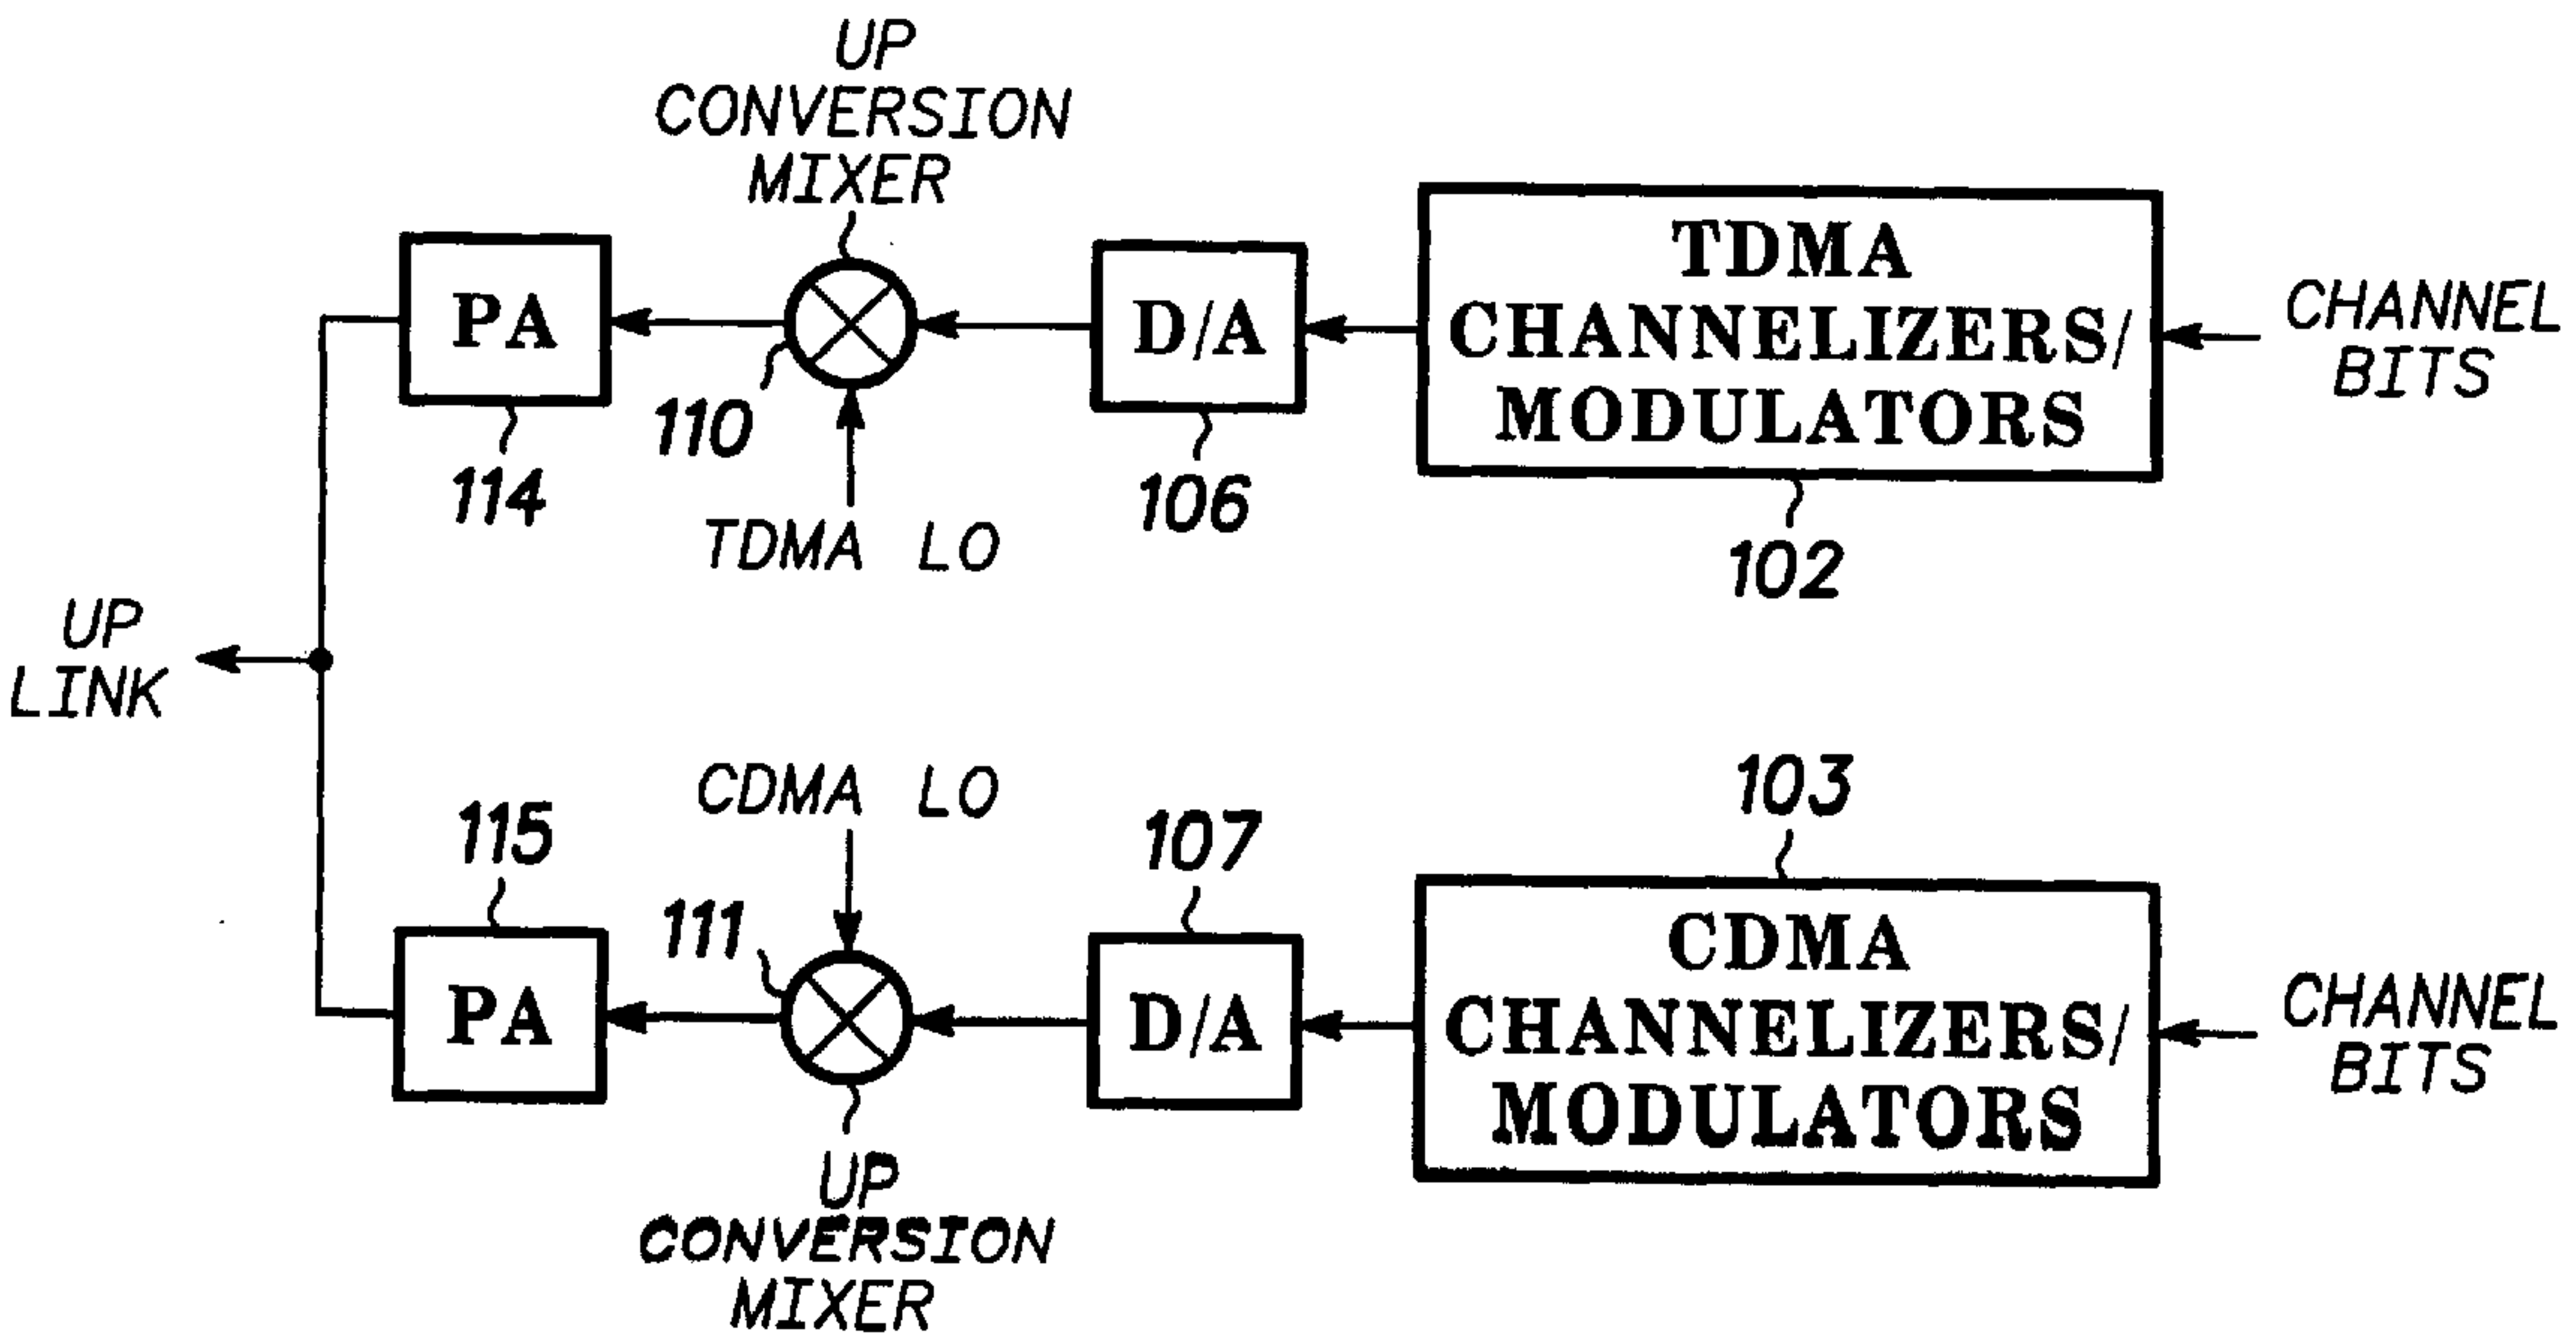 UP
CONVERSION
MIXER
PA
D/A
TDMA
CHANNELIZERS/
MODULATORS
CHANNEL
BITS
110
114
106
TDMA LO
102
UP
LINK
CDMA LO
103
115
107
111
PA
D/A
CDMA
CHANNELIZERS/
MODULATORS
CHANNEL
BITS
UP
CONVERSION
MIXER